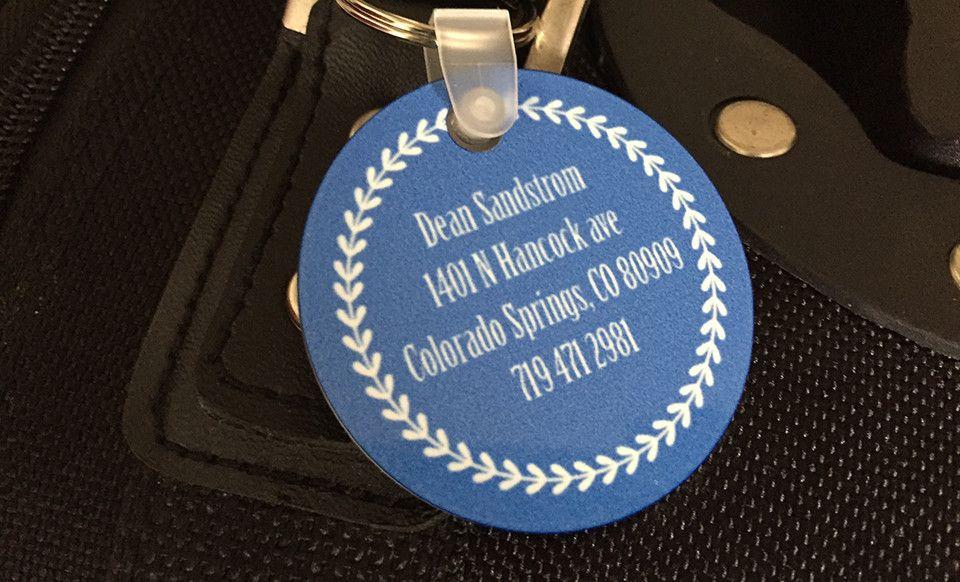 Dean Sandstrom
1401 N Hancock ave
Colorado Springs, CO 80909
719 471 2981